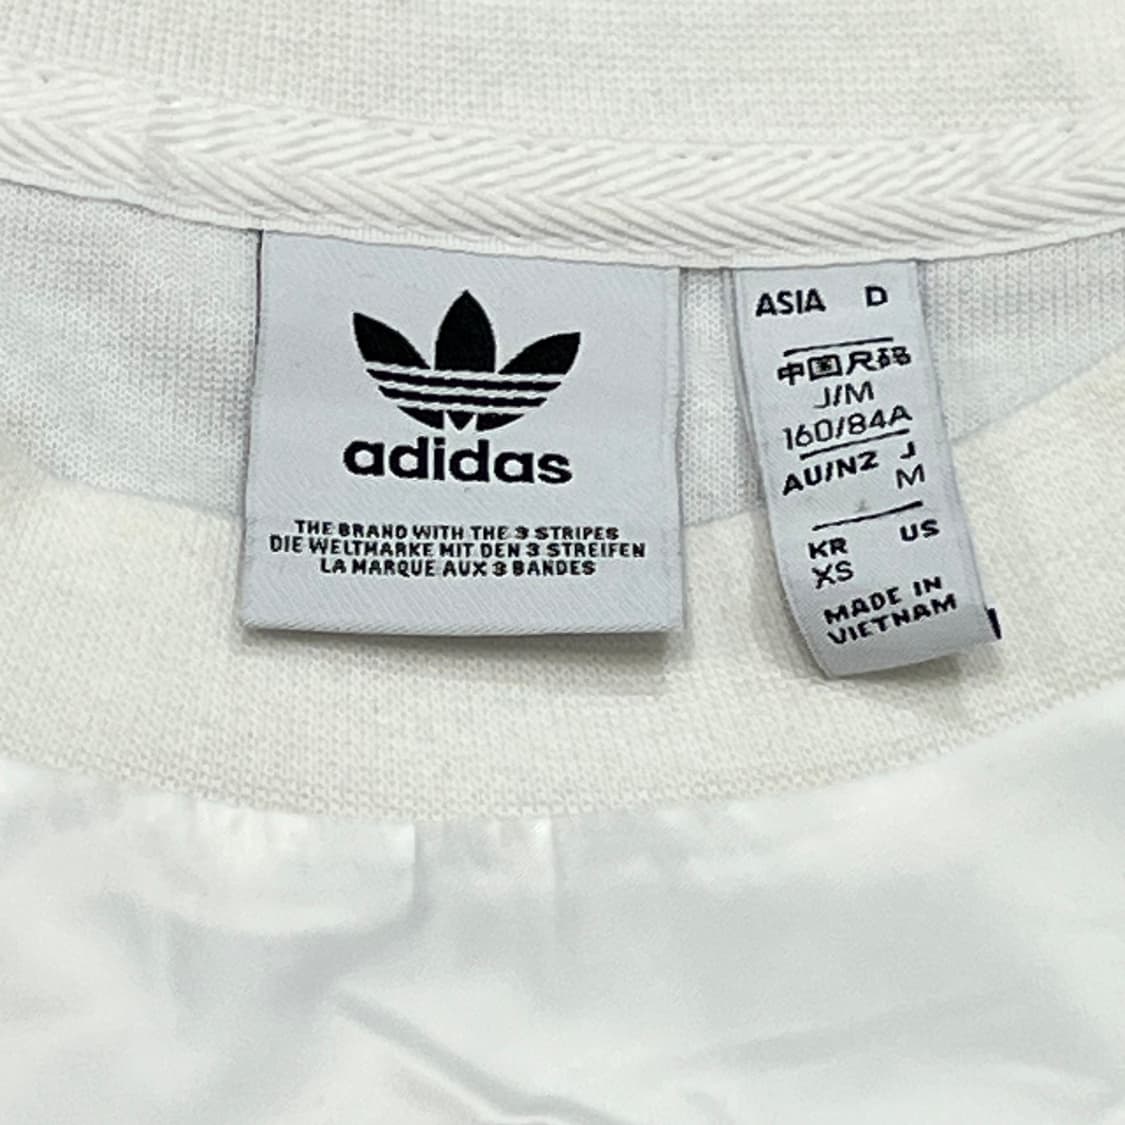 adidas
THE BRAND WITH THE 3 STRIPES
DIE WELTMARKE MIT DEN 3 STREIFEN
LA MARQUE AUX 3 BANDES
ASIA D
中国尺码
J/M
160/84A
AU/NZ J
M
KR US
XS
MADE IN
VIETNAM